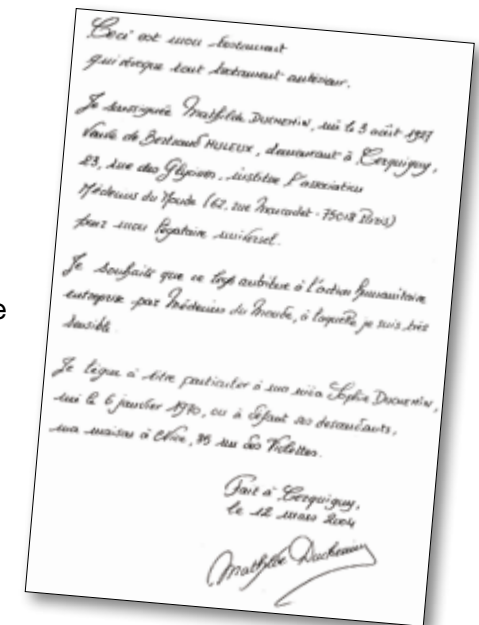 Ceci est mon testament
qui révoque tout testament antérieur.
Je soussignée Mathilde DUCHEMIN, née le 3 août 1927
Veuve de Bertrand HULEUX, demeurant à Cerquigny,
23, rue des Glycines, institue l'association
Médecins du Monde (62, rue Marcadet - 75018 Paris)
pour mon légataire universel.
Je souhaite que ce legs contribue à l'action humanitaire
entreprise par Médecins du Monde, à laquelle je suis très
sensible.
Je lègue à titre particulier à ma nièce Sophie DUCHEMIN,
née le 6 janvier 1970, ou à défaut ses descendants,
ma maison à Nice, 35 rue des Violettes.
Fait à Cerquigny,
le 12 mars 2004
Mathilde Duchemin
e